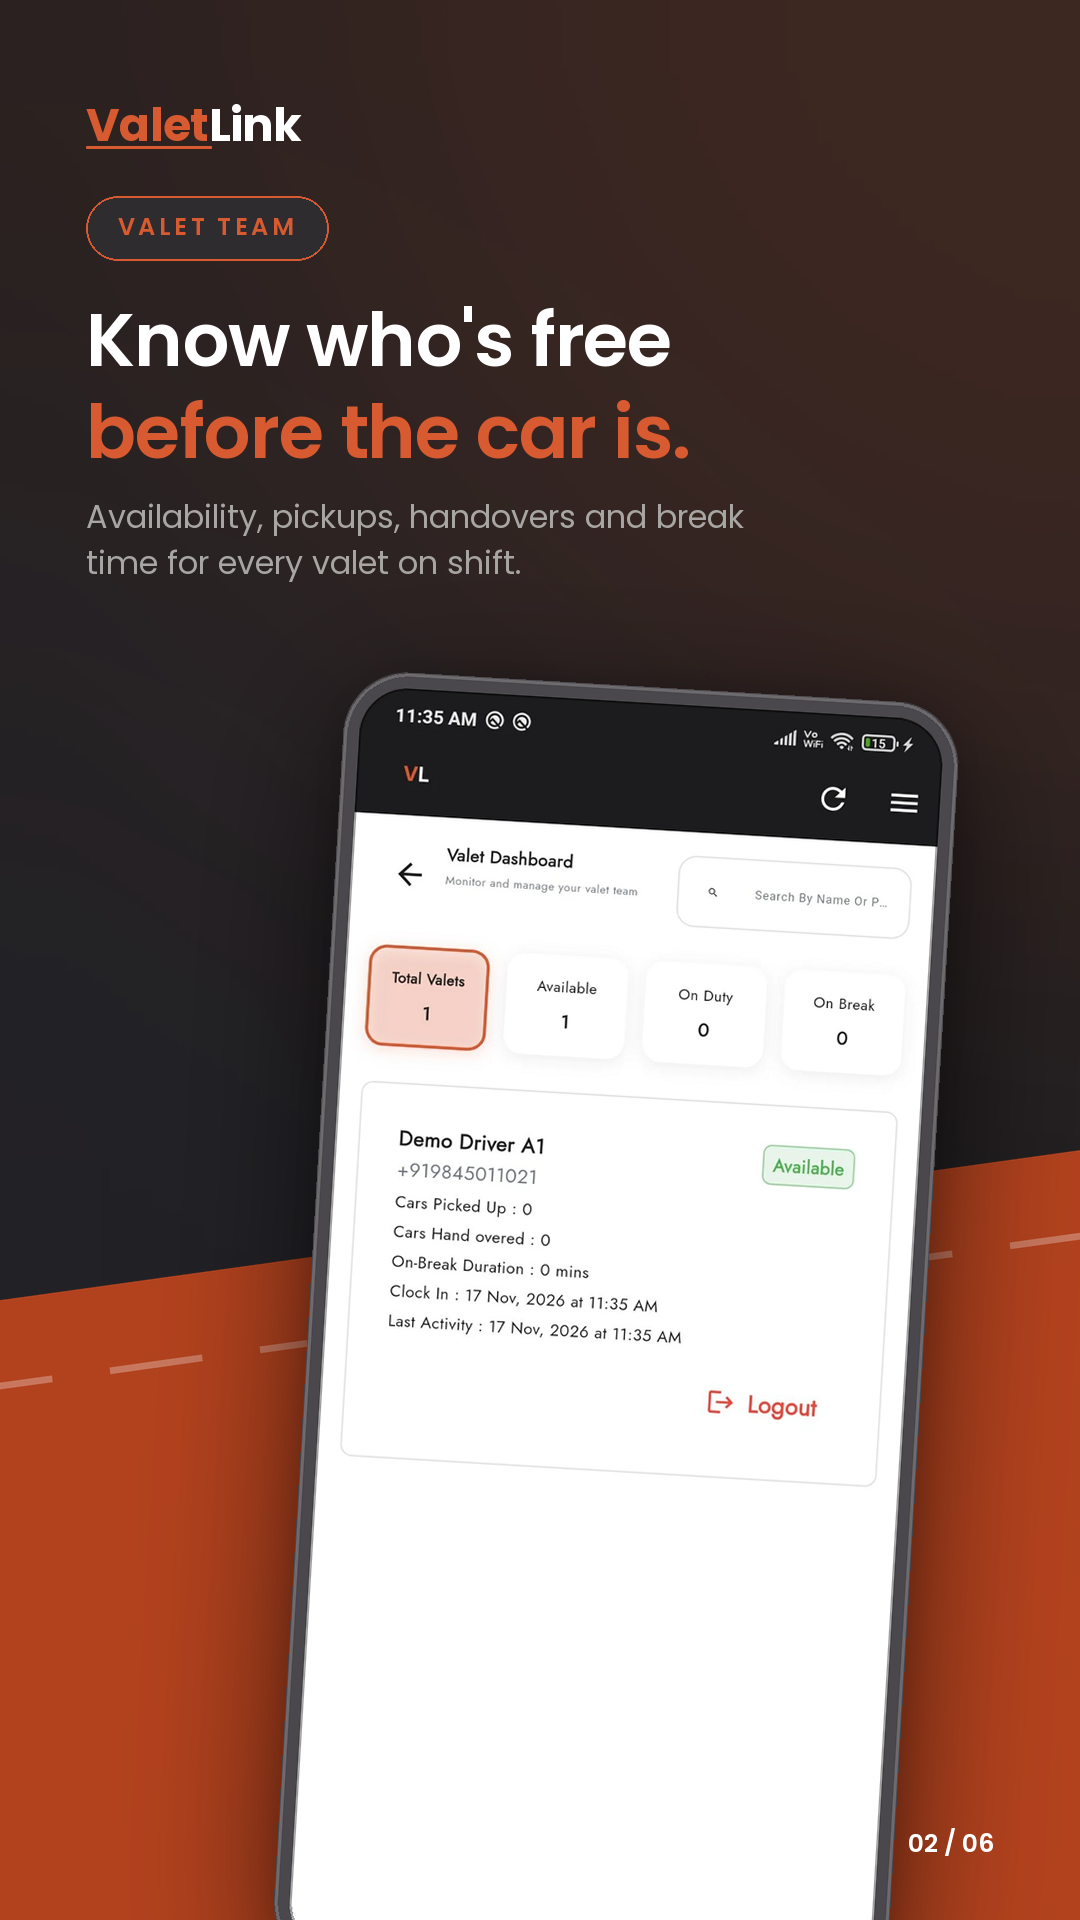 ValetLink
VALET TEAM
Know who's free
before the car is.
Availability, pickups, handovers and break
time for every valet on shift.
11:35 AM
Vo
WiFi
15
VL
Valet Dashboard
Monitor and manage your valet team
Search By Name Or P...
Total Valets
1
Available
1
On Duty
0
On Break
0
Demo Driver A1
Available
+919845011021
Cars Picked Up : 0
Cars Hand overed : 0
On-Break Duration : 0 mins
Clock In : 17 Nov, 2026 at 11:35 AM
Last Activity : 17 Nov, 2026 at 11:35 AM
Logout
02 / 06